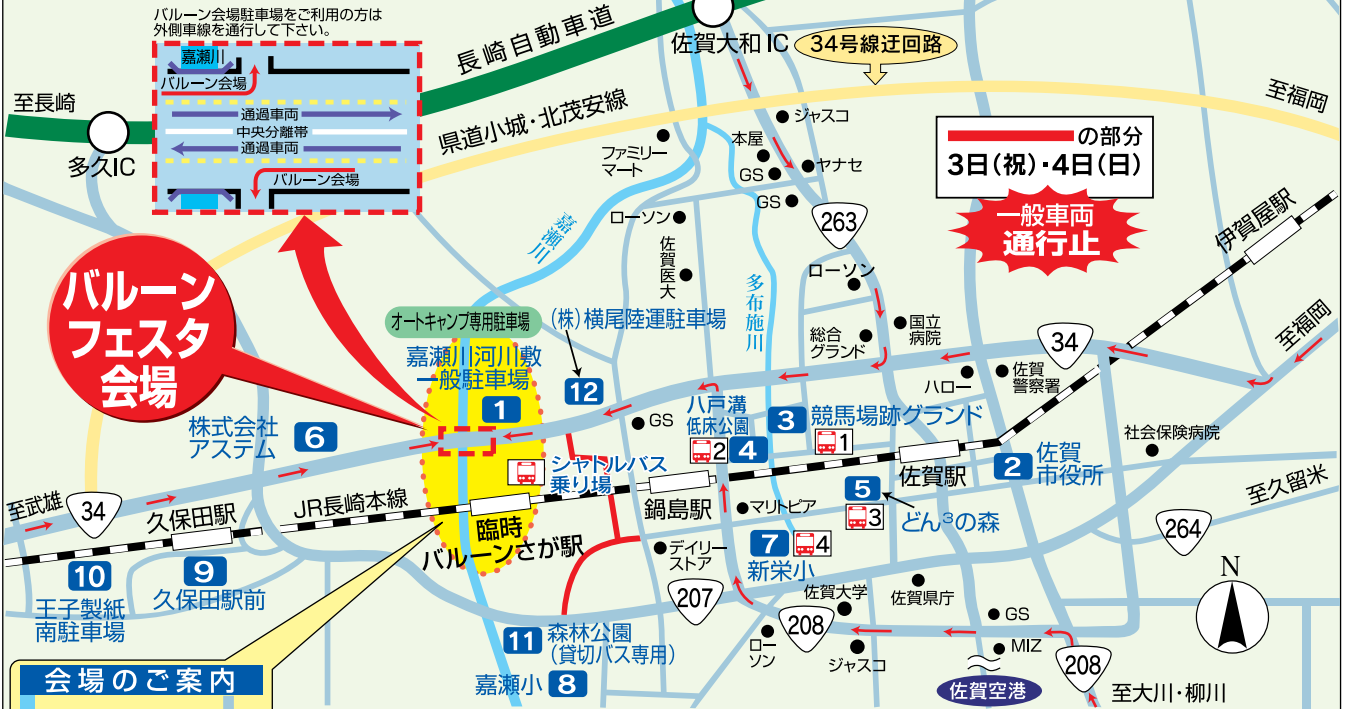 バルーン会場駐車場をご利用の方は
外側車線を通行して下さい。
嘉瀬川
バルーン会場
通過車両
中央分離帯
通過車両
バルーン会場
至長崎
多久IC
長崎自動車道
佐賀大和IC
34号線迂回路
県道小城・北茂安線
至福岡
ジャスコ
本屋
ヤナセ
GS
GS
ファミリー
マート
ローソン
佐賀医大
嘉瀬川
263
ローソン
多布施川
の部分
3日(祝)・4日(日)
一般車両
通行止
伊賀屋駅
至福岡
バルーン
フェスタ
会場
オートキャンプ専用駐車場
(株)横尾陸運駐車場
嘉瀬川河川敷
一般駐車場
1
12
総合
グランド
国立
病院
34
ハロー
佐賀
警察署
株式会社
アステム
6
GS
八戸溝
低床公園
2
4
3
競馬場跡グランド
1
社会保険病院
シャトルバス
乗り場
佐賀駅
2
佐賀
市役所
至久留米
至武雄
34
久保田駅
JR長崎本線
臨時
バルーンさが駅
鍋島駅
マリトピア
5
3
どん3の森
264
デイリー
ストア
7
4
新栄小
10
王子製紙
南駐車場
9
久保田駅前
207
佐賀大学
佐賀県庁
208
GS
MIZ
N
11
森林公園
(貸切バス専用)
嘉瀬小
8
ローソン
ジャスコ
佐賀空港
208
至大川・柳川
会場のご案内